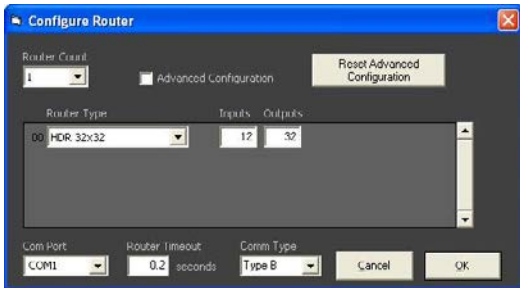 Configure Router
Router Count
1
Advanced Configuration
Reset Advanced
Configuration
Router Type Inputs Outputs
00 HDR 32x32 12 32
Com Port Router Timeout Comm Type
COM1 0.2 seconds Type B Cancel OK